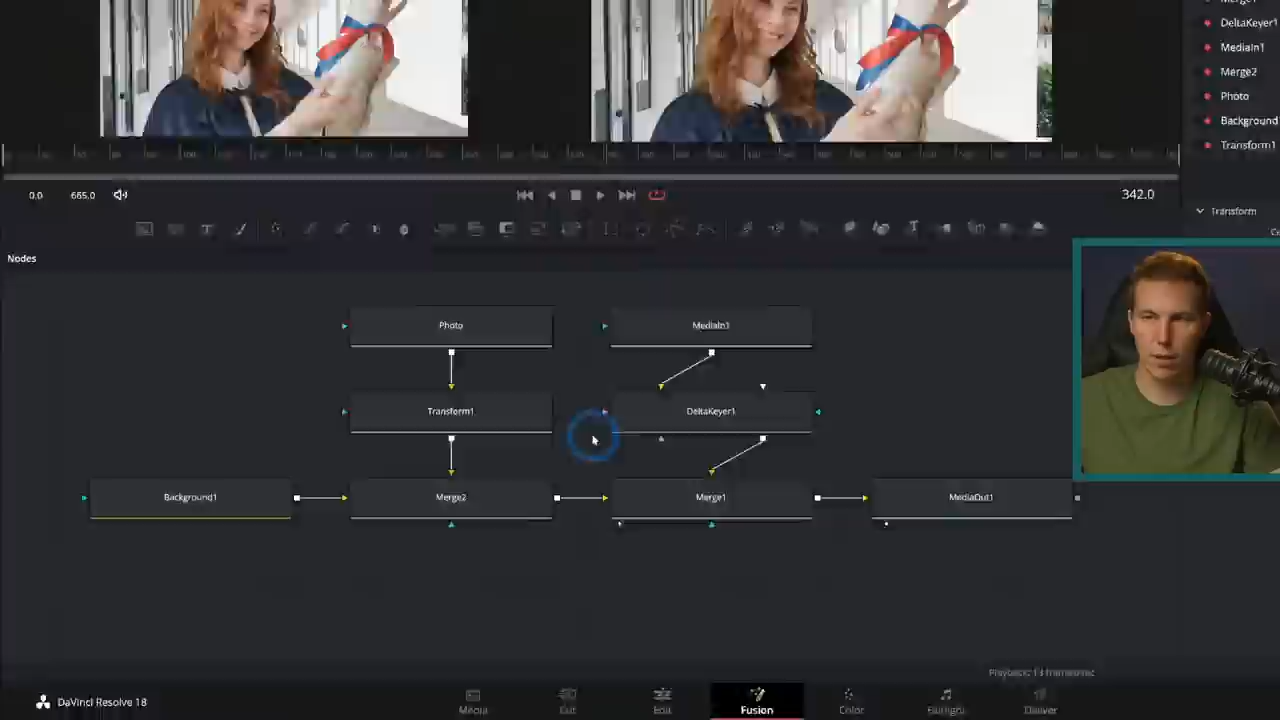 DeltaKeyer1
MediaIn1
Merge2
Photo
Background
Transform1
0.0
665.0
342.0
Transform
Nodes
Photo
MediaIn1
Transform1
DeltaKeyer1
Background1
Merge2
Merge1
MediaOut1
DaVinci Resolve 18
Media
Cut
Edit
Fusion
Color
Fairlight
Deliver